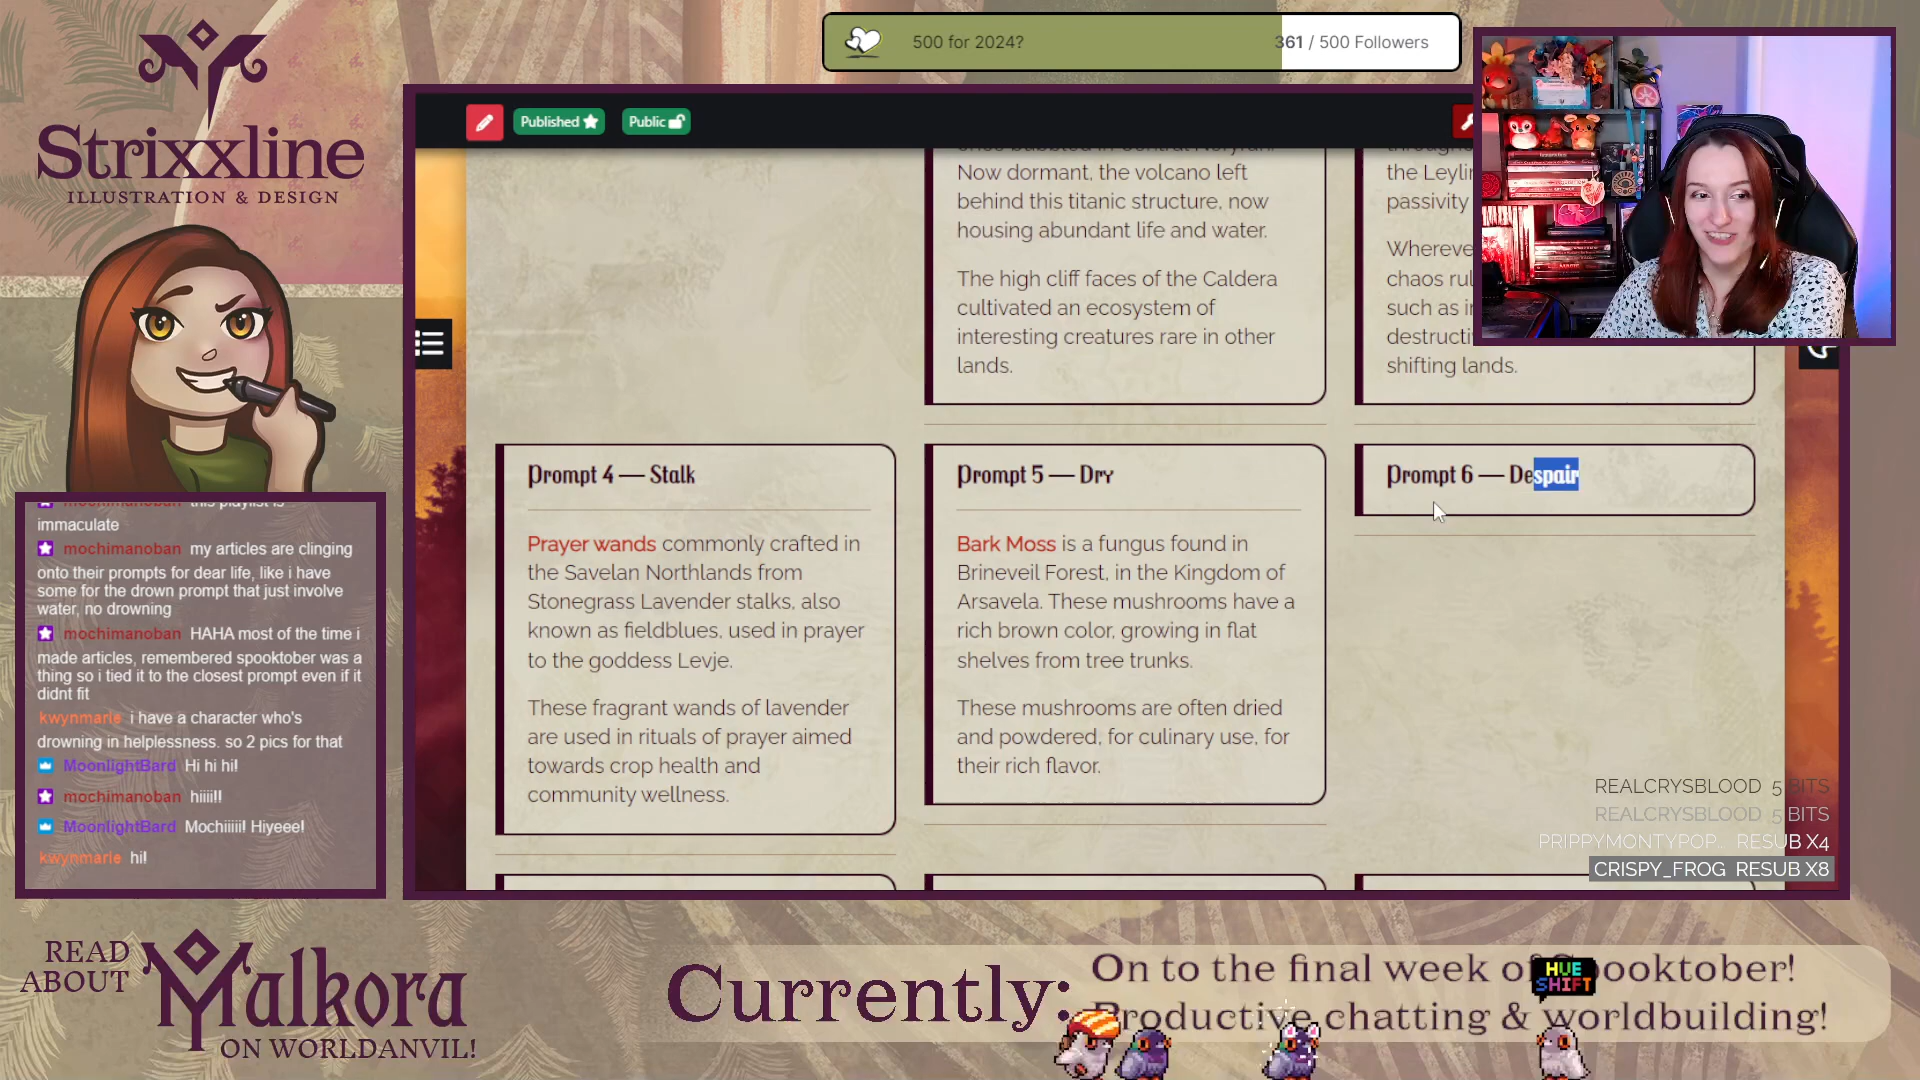 Strixxline
ILLUSTRATION & DESIGN
500 for 2024?
361 / 500 Followers
Published
Public
Now dormant, the volcano left
behind this titanic structure, now
housing abundant life and water.
The high cliff faces of the Caldera
cultivated an ecosystem of
interesting creatures rare in other
lands.
the Leylin
passivity
Whereve
chaos rul
such as in
destructi
shifting lands.
Prompt 4 — Stalk
Prayer wands commonly crafted in
the Savelan Northlands from
Stonegrass Lavender stalks, also
known as fieldblues, used in prayer
to the goddess Levje.
These fragrant wands of lavender
are used in rituals of prayer aimed
towards crop health and
community wellness.
Prompt 5 — Dry
Bark Moss is a fungus found in
Brineveil Forest, in the Kingdom of
Arsavela. These mushrooms have a
rich brown color, growing in flat
shelves from tree trunks.
These mushrooms are often dried
and powdered, for culinary use, for
their rich flavor.
Prompt 6 — Despair
mochimanoban this playlist is
immaculate
mochimanoban my articles are clinging
onto their prompts for dear life, like i have
some for the drown prompt that just involve
water, no drowning
mochimanoban HAHA most of the time i
made articles, remembered spooktober was a
thing so i tied it to the closest prompt even if it
didnt fit
kwynmarie i have a character who's
drowning in helplessness. so 2 pics for that
MoonlightBard Hi hi hi!
mochimanoban hiiii!!
MoonlightBard Mochiiiii! Hiyeee!
kwynmarie hi!
REALCRYSBLOOD 5 BITS
REALCRYSBLOOD 5 BITS
PRIPPYMONTYPOP... RESUB X4
CRISPY_FROG RESUB X8
READ
ABOUT
Malkora
ON WORLDANVIL!
Currently:
On to the final week of Spooktober!
Productive chatting & worldbuilding!
HUE
SHIFT